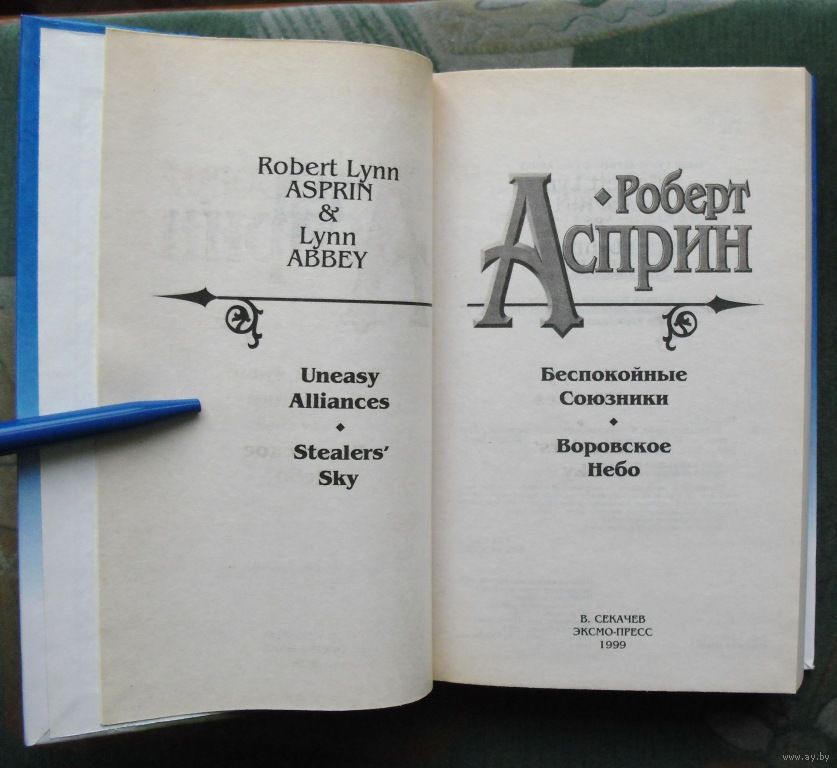 Robert Lynn
ASPRIN
&
Lynn
ABBEY
Uneasy
Alliances
Stealers'
Sky
Роберт
Асприн
Беспокойные
Союзники
Воровское
Небо
В. СЕКАЧЕВ
ЭКСМО-ПРЕСС
1999
www.ay.by